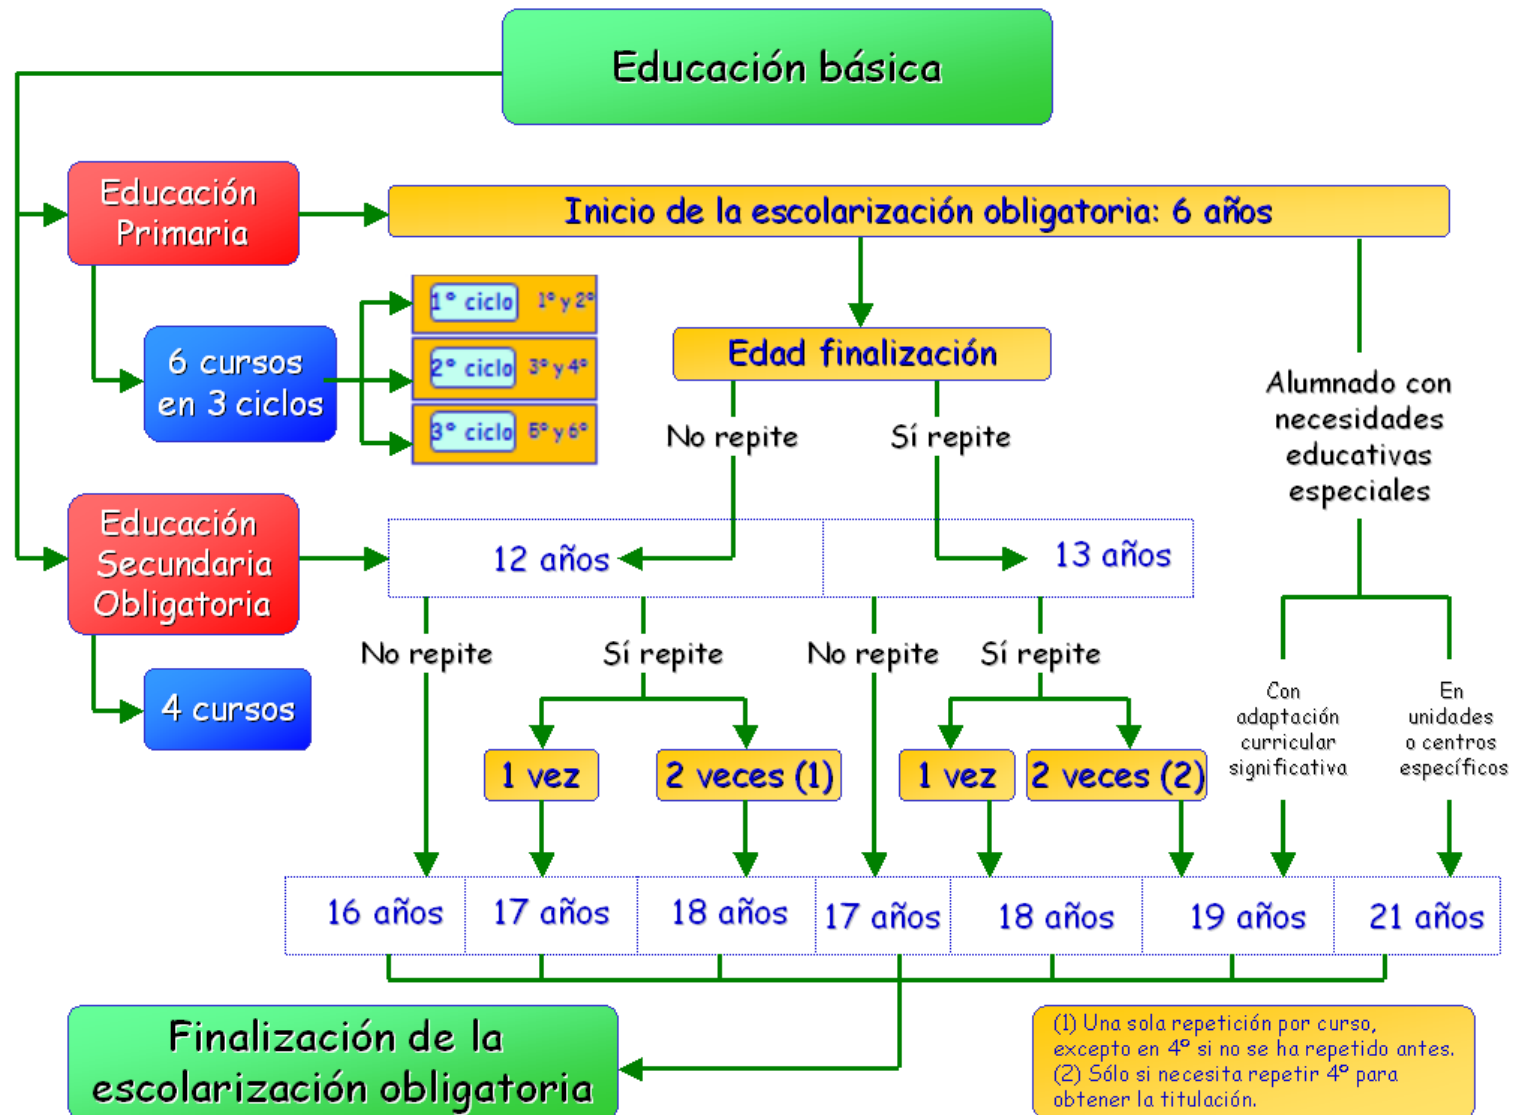 Educación básica
Educación
Primaria
Inicio de la escolarización obligatoria: 6 años
6 cursos
en 3 ciclos
1º ciclo 1º y 2º
2º ciclo 3º y 4º
3º ciclo 5º y 6º
Edad finalización
No repite
Sí repite
Alumnado con
necesidades
educativas
especiales
Educación
Secundaria
Obligatoria
12 años
13 años
4 cursos
No repite
Sí repite
No repite
Sí repite
1 vez
2 veces (1)
1 vez
2 veces (2)
Con
adaptación
curricular
significativa
En
unidades
o centros
específicos
16 años
17 años
18 años
17 años
18 años
19 años
21 años
Finalización de la
escolarización obligatoria
(1) Una sola repetición por curso,
excepto en 4º si no se ha repetido antes.
(2) Sólo si necesita repetir 4º para
obtener la titulación.